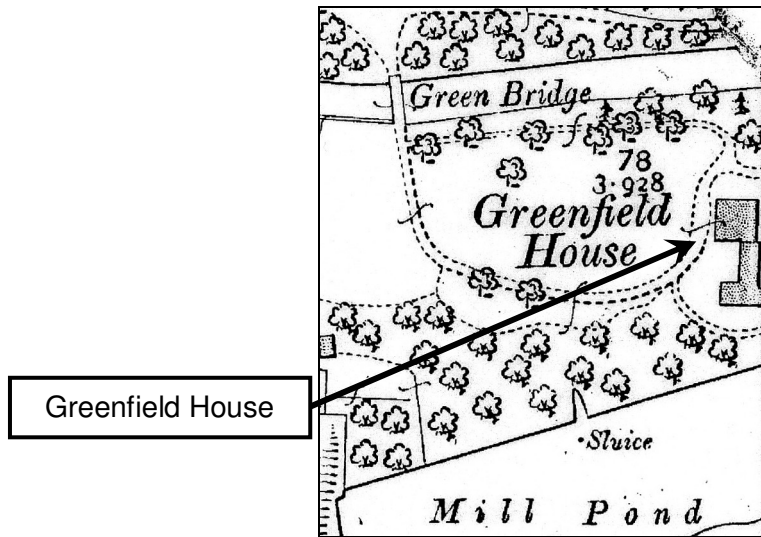 Green Bridge
78
3·928
Greenfield
House
Greenfield House
Sluice
Mill Pond